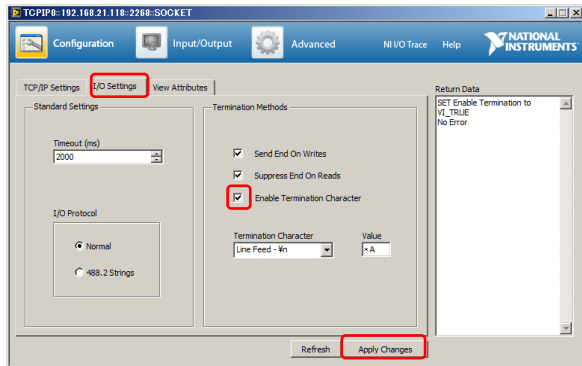 TCPIP0::192.168.21.118::2268::SOCKET
Configuration
Input/Output
Advanced
NI I/O Trace
Help
NATIONAL
INSTRUMENTS
TCP/IP Settings
I/O Settings
View Attributes
Return Data
Standard Settings
Timeout (ms)
2000
I/O Protocol
Normal
488.2 Strings
Termination Methods
Send End On Writes
Suppress End On Reads
Enable Termination Character
Termination Character
Value
Line Feed - ¥n
×A
SET Enable Termination to
VI_TRUE
No Error
Refresh
Apply Changes